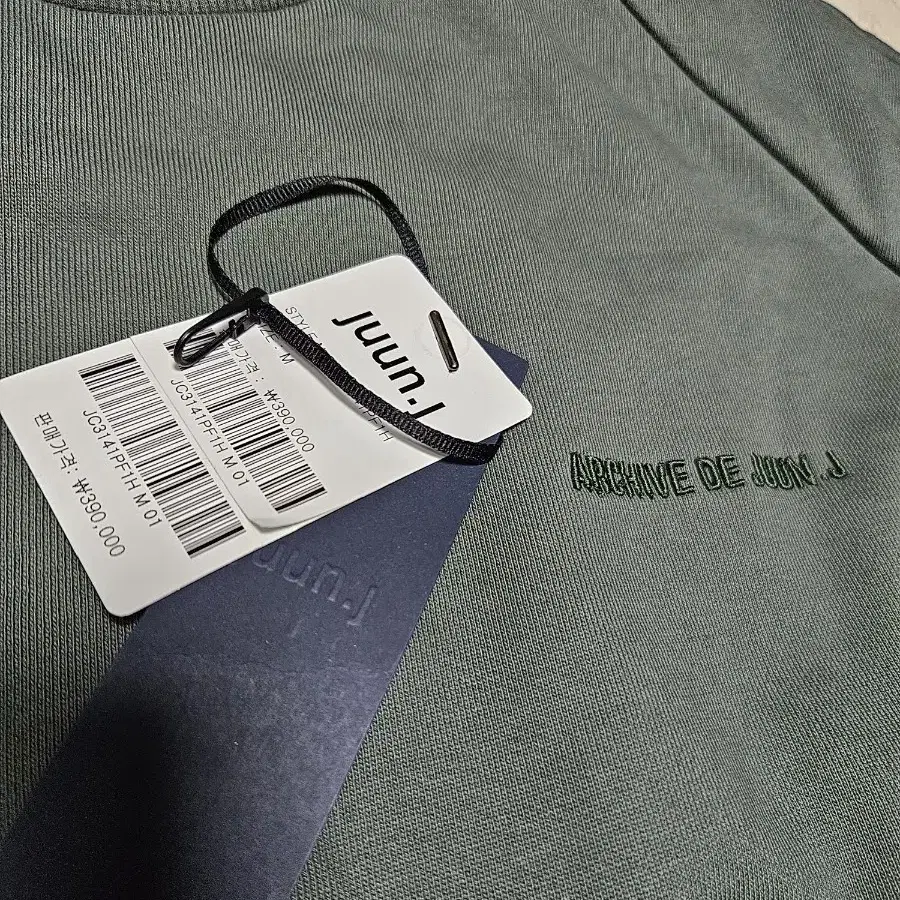 juun.J
STYLE
PF1H
SIZE : M
매가격 : ₩390,000
JC3141PF1H M 01
JC3141PF1H M 01
판매가격: ₩390,000
juun.J
ARCHIVE DE JUUN.J